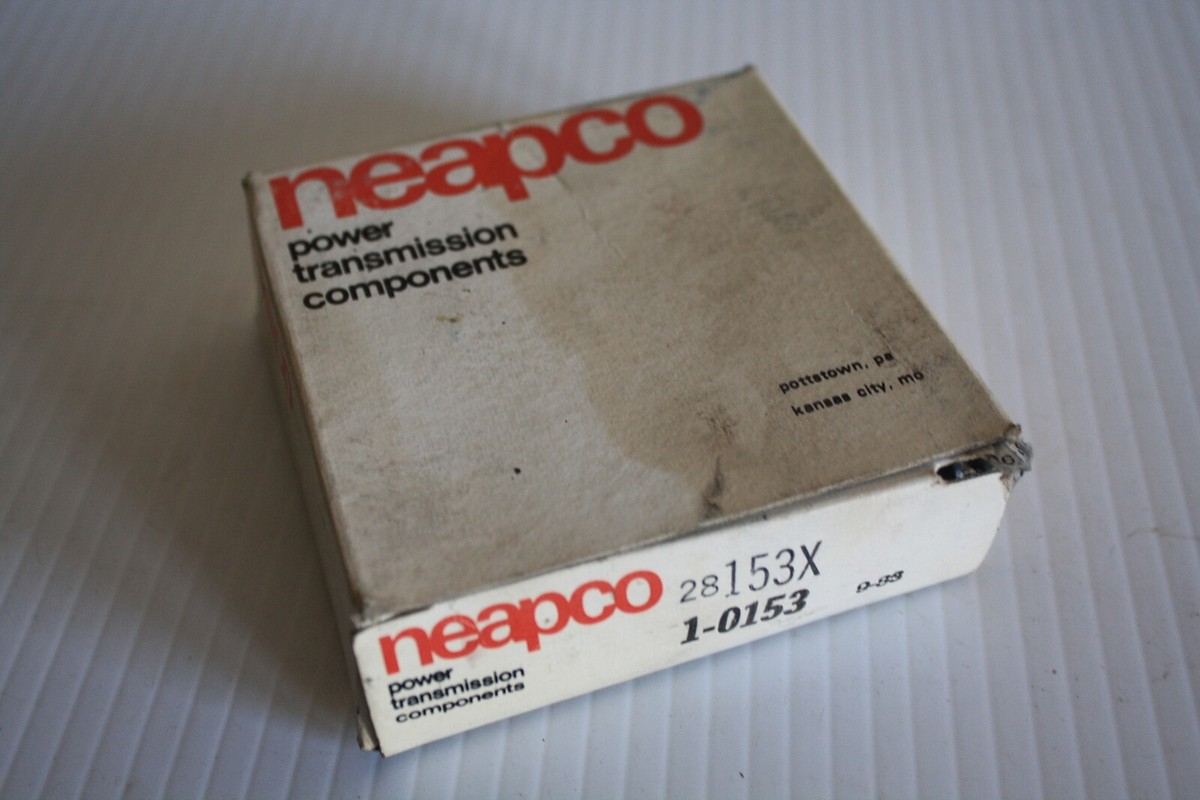 neapco
power
transmission
components
pottstown, pa
kansas city, mo
neapco
power
transmission
components
28153X
1-0153